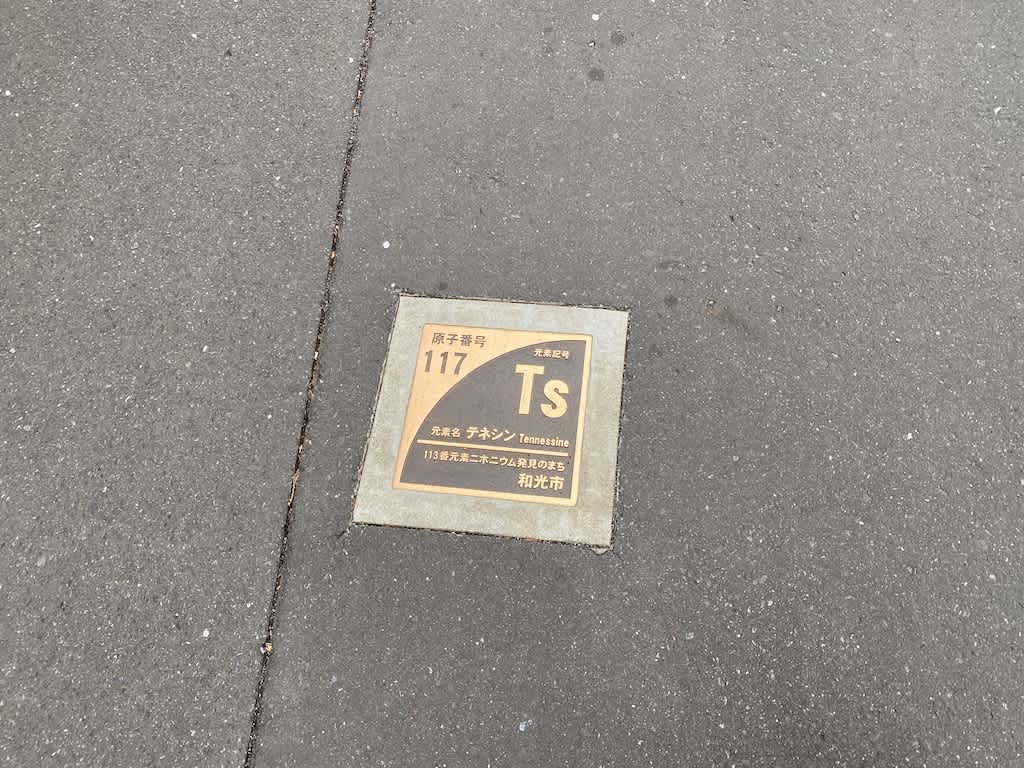 原子番号
117
元素記号
Ts
元素名 テネシン Tennessine
113番元素ニホニウム発見のまち
和光市